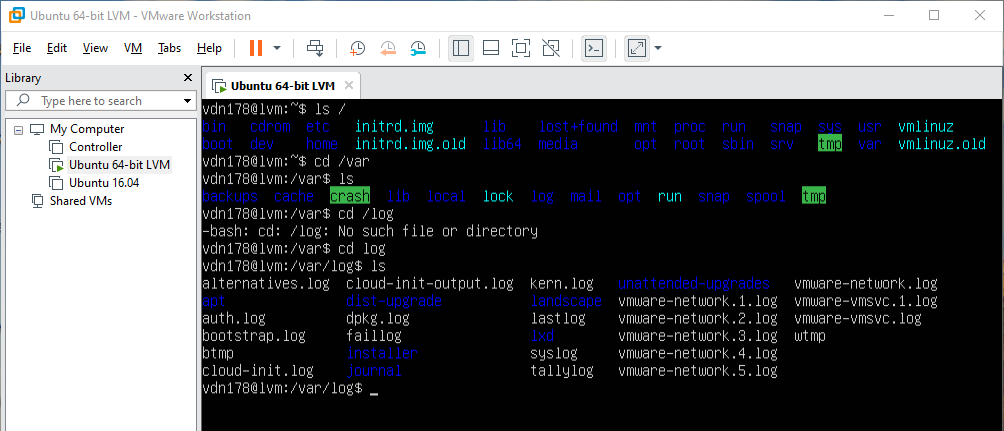 Ubuntu 64-bit LVM - VMware Workstation
File Edit View VM Tabs Help
Library
Type here to search
My Computer
Controller
Ubuntu 64-bit LVM
Ubuntu 16.04
Shared VMs
Ubuntu 64-bit LVM
vdn178@lvm:~$ ls /
bin cdrom etc initrd.img lib lost+found mnt proc run snap sys usr vmlinuz
boot dev home initrd.img.old lib64 media opt root sbin srv tmp var vmlinuz.old
vdn178@lvm:~$ cd /var
vdn178@lvm:/var$ ls
backups cache crash lib local lock log mail opt run snap spool tmp
vdn178@lvm:/var$ cd /log
-bash: cd: /log: No such file or directory
vdn178@lvm:/var$ cd log
vdn178@lvm:/var/log$ ls
alternatives.log cloud-init-output.log kern.log unattended-upgrades vmware-network.log
apt dist-upgrade landscape vmware-network.1.log vmware-vmsvc.1.log
auth.log dpkg.log lastlog vmware-network.2.log vmware-vmsvc.log
bootstrap.log faillog lxd vmware-network.3.log wtmp
btmp installer syslog vmware-network.4.log
cloud-init.log journal tallylog vmware-network.5.log
vdn178@lvm:/var/log$ _